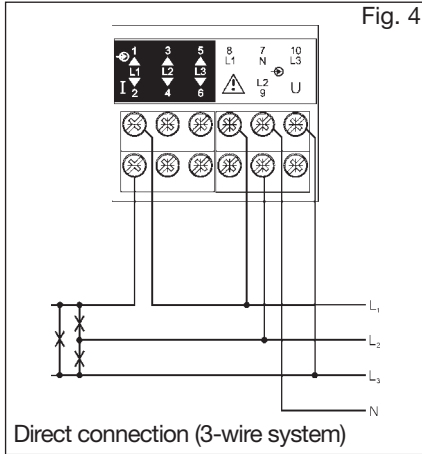 Fig. 4
1 3 5 8 7 10
L1 N L3
L1 L2 L3
L2
I U
2 4 6 9
L₁
L₂
L₃
N
Direct connection (3-wire system)